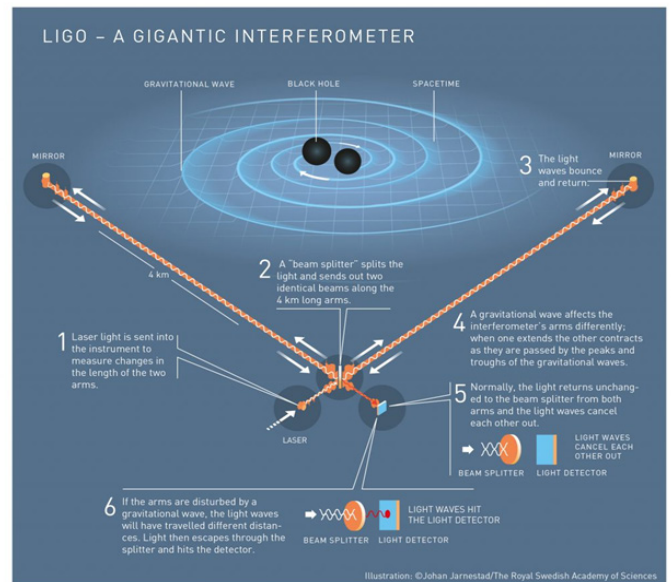 LIGO – A GIGANTIC INTERFEROMETER
GRAVITATIONAL WAVE
BLACK HOLE
SPACETIME
MIRROR
3 The light
waves bounce
and return.
MIRROR
4 km
2 A "beam splitter" splits the
light and sends out two
identical beams along the
4 km long arms.
1 Laser light is sent into
the instrument to
measure changes in
the length of the two
arms.
4 A gravitational wave affects the
interferometer's arms differently;
when one extends the other contracts
as they are passed by the peaks and
troughs of the gravitational waves.
5 Normally, the light returns unchang-
ed to the beam splitter from both
arms and the light waves cancel
each other out.
LASER
LIGHT WAVES
CANCEL EACH
OTHER OUT
BEAM SPLITTER
LIGHT DETECTOR
6 If the arms are disturbed by a
gravitational wave, the light waves
will have travelled different distan-
ces. Light then escapes through the
splitter and hits the detector.
LIGHT WAVES HIT
THE LIGHT DETECTOR
BEAM SPLITTER
LIGHT DETECTOR
Illustration: ©Johan Jarnestad/The Royal Swedish Academy of Sciences